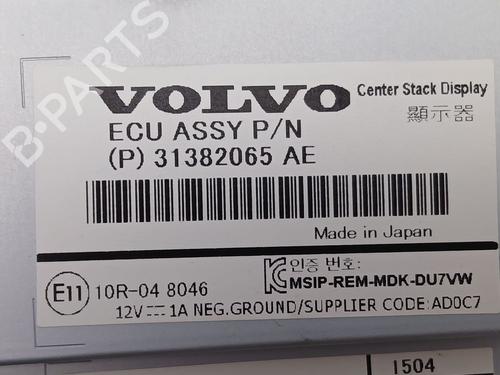 VOLVO
Center Stack Display
顯示器
ECU ASSY P/N
(P) 31382065 AE
Made in Japan
E11 10R-04 8046
인증 번호:
MSIP-REM-MDK-DU7VW
12V⎓1A NEG.GROUND/SUPPLIER CODE:AD0C7
1504
B-PARTS